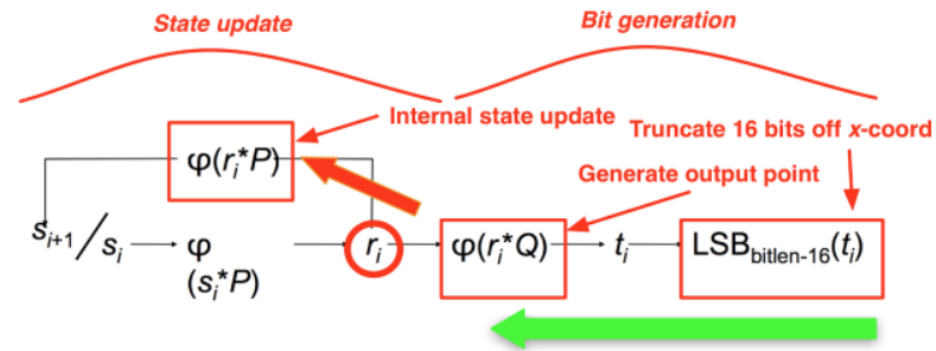 State update
Bit generation
Internal state update
Truncate 16 bits off x-coord
φ(rᵢ*P)
Generate output point
sᵢ₊₁/sᵢ
φ
(sᵢ*P)
rᵢ
φ(rᵢ*Q)
tᵢ
LSB_bitlen-16(tᵢ)